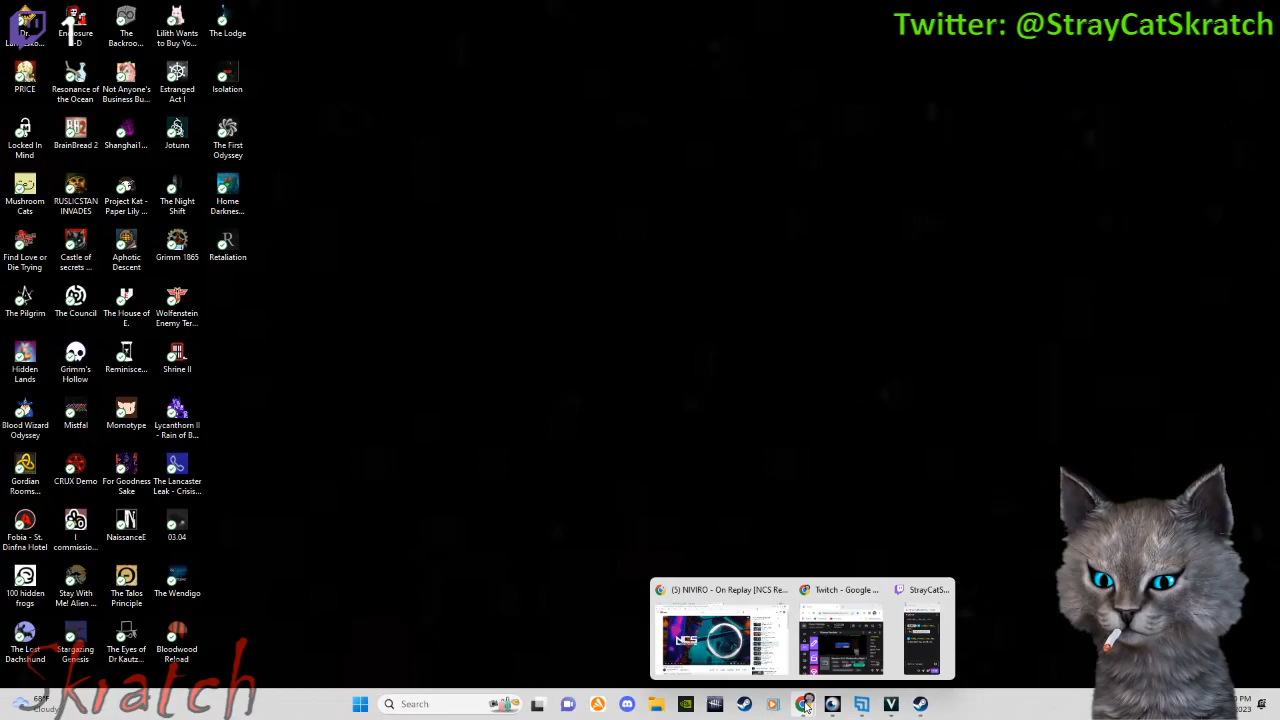 Twitter: @StrayCatSkratch
1
Enclosure
3-D
The
Backroo...
Lilith Wants
to Buy Yo...
The Lodge
PRICE
Resonance of
the Ocean
Not Anyone's
Business Bu...
Estranged
Act I
Isolation
Locked In
Mind
BrainBread 2
Shanghai1...
Jotunn
The First
Odyssey
Mushroom
Cats
RUSLICSTAN
INVADES
Project Kat -
Paper Lily ...
The Night
Shift
Home
Darknes...
Find Love or
Die Trying
Castle of
secrets ...
Aphotic
Descent
Grimm 1865
Retaliation
The Pilgrim
The Council
The House of
E.
Wolfenstein
Enemy Ter...
Hidden
Lands
Grimm's
Hollow
Reminisce...
Shrine II
Blood Wizard
Odyssey
Mistfal
Momotype
Lycanthorn II
- Rain of B...
Gordian
Rooms...
CRUX Demo
For Goodness
Sake
The Lancaster
Leak - Crisis...
Fobia - St.
Dinfna Hotel
I
commissio...
NaissanceE
03.04
100 hidden
frogs
Stay With
Me! Alien ...
The Talos
Principle
The Wendigo
The Lost
Dachshund
Stargazing
Genesis
The Eyes of
Dr Kautz...
Bloodwood
Reload
(5) NIVIRO - On Replay [NCS Re...
Twitch - Google ...
StrayCatS...
NCS
Skratch
Cloudy
Search